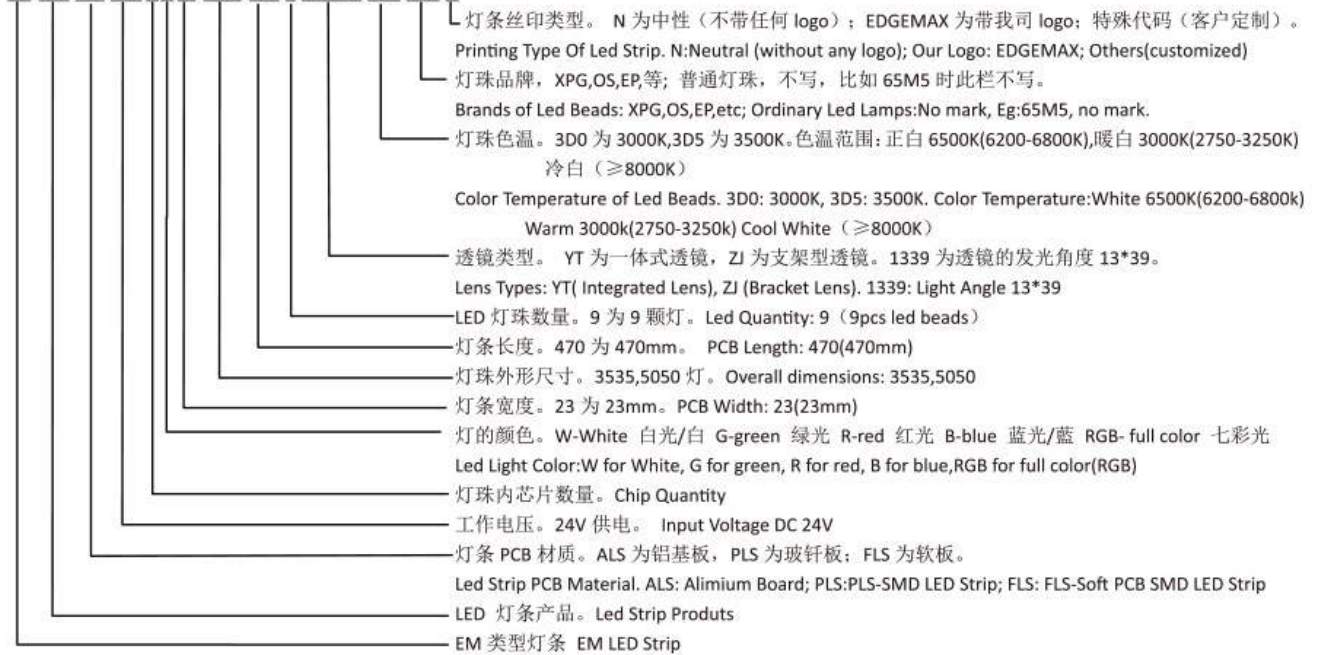 灯条丝印类型。 N 为中性（不带任何 logo）；EDGEMAX 为带我司 logo；特殊代码（客户定制）。
Printing Type Of Led Strip. N:Neutral (without any logo); Our Logo: EDGEMAX; Others(customized)
灯珠品牌，XPG,OS,EP,等; 普通灯珠，不写，比如 65M5 时此栏不写。
Brands of Led Beads: XPG,OS,EP,etc; Ordinary Led Lamps:No mark, Eg:65M5, no mark.
灯珠色温。3D0 为 3000K,3D5 为 3500K。色温范围：正白 6500K(6200-6800K),暖白 3000K(2750-3250K)
冷白（≥8000K）
Color Temperature of Led Beads. 3D0: 3000K, 3D5: 3500K. Color Temperature:White 6500K(6200-6800k)
Warm 3000k(2750-3250k) Cool White（≥8000K）
透镜类型。 YT 为一体式透镜，ZJ 为支架型透镜。1339 为透镜的发光角度 13*39。
Lens Types: YT( Integrated Lens), ZJ (Bracket Lens). 1339: Light Angle 13*39
LED 灯珠数量。9 为 9 颗灯。Led Quantity: 9（9pcs led beads）
灯条长度。470 为 470mm。 PCB Length: 470(470mm)
灯珠外形尺寸。3535,5050 灯。Overall dimensions: 3535,5050
灯条宽度。23 为 23mm。PCB Width: 23(23mm)
灯的颜色。W-White 白光/白 G-green 绿光 R-red 红光 B-blue 蓝光/藍 RGB- full color 七彩光
Led Light Color:W for White, G for green, R for red, B for blue,RGB for full color(RGB)
灯珠内芯片数量。Chip Quantity
工作电压。24V 供电。 Input Voltage DC 24V
灯条 PCB 材质。ALS 为铝基板，PLS 为玻钎板；FLS 为软板。
Led Strip PCB Material. ALS: Alimium Board; PLS:PLS-SMD LED Strip; FLS: FLS-Soft PCB SMD LED Strip
LED 灯条产品。Led Strip Produts
EM 类型灯条 EM LED Strip